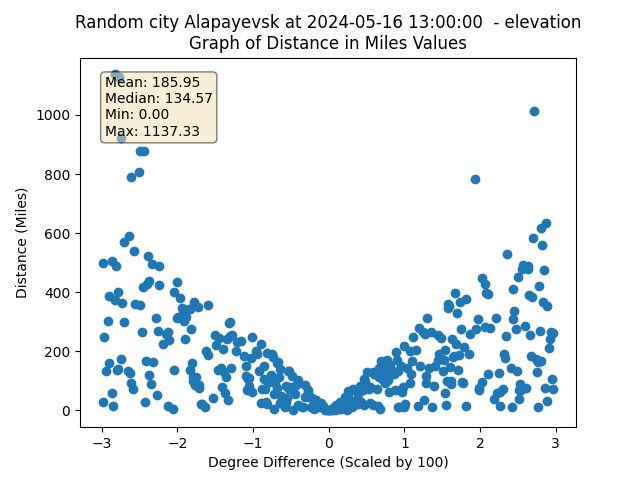 Random city Alapayevsk at 2024-05-16 13:00:00  - elevation
Graph of Distance in Miles Values
Mean: 185.95
Median: 134.57
Min: 0.00
Max: 1137.33
Distance (Miles)
1000
800
600
400
200
0
−3 −2 −1 0 1 2 3
Degree Difference (Scaled by 100)